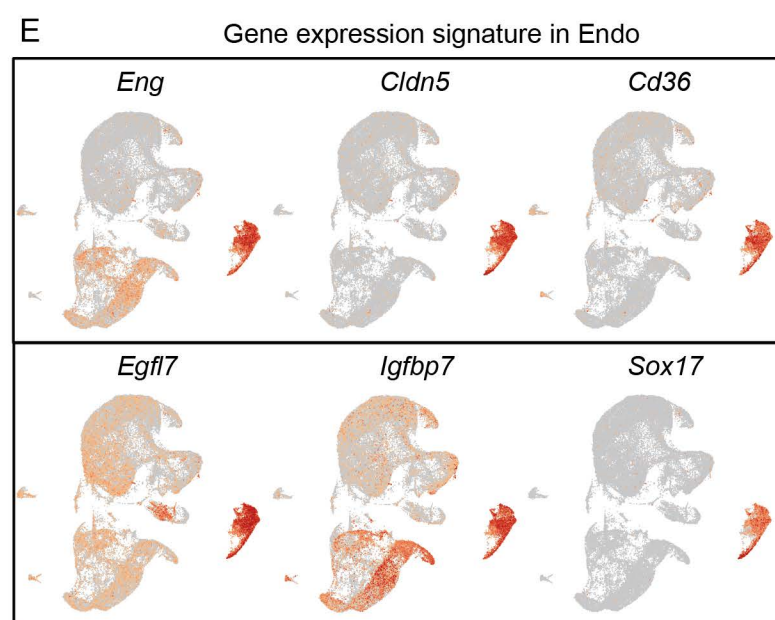 E
Gene expression signature in Endo
Eng
Cldn5
Cd36
Egfl7
Igfbp7
Sox17